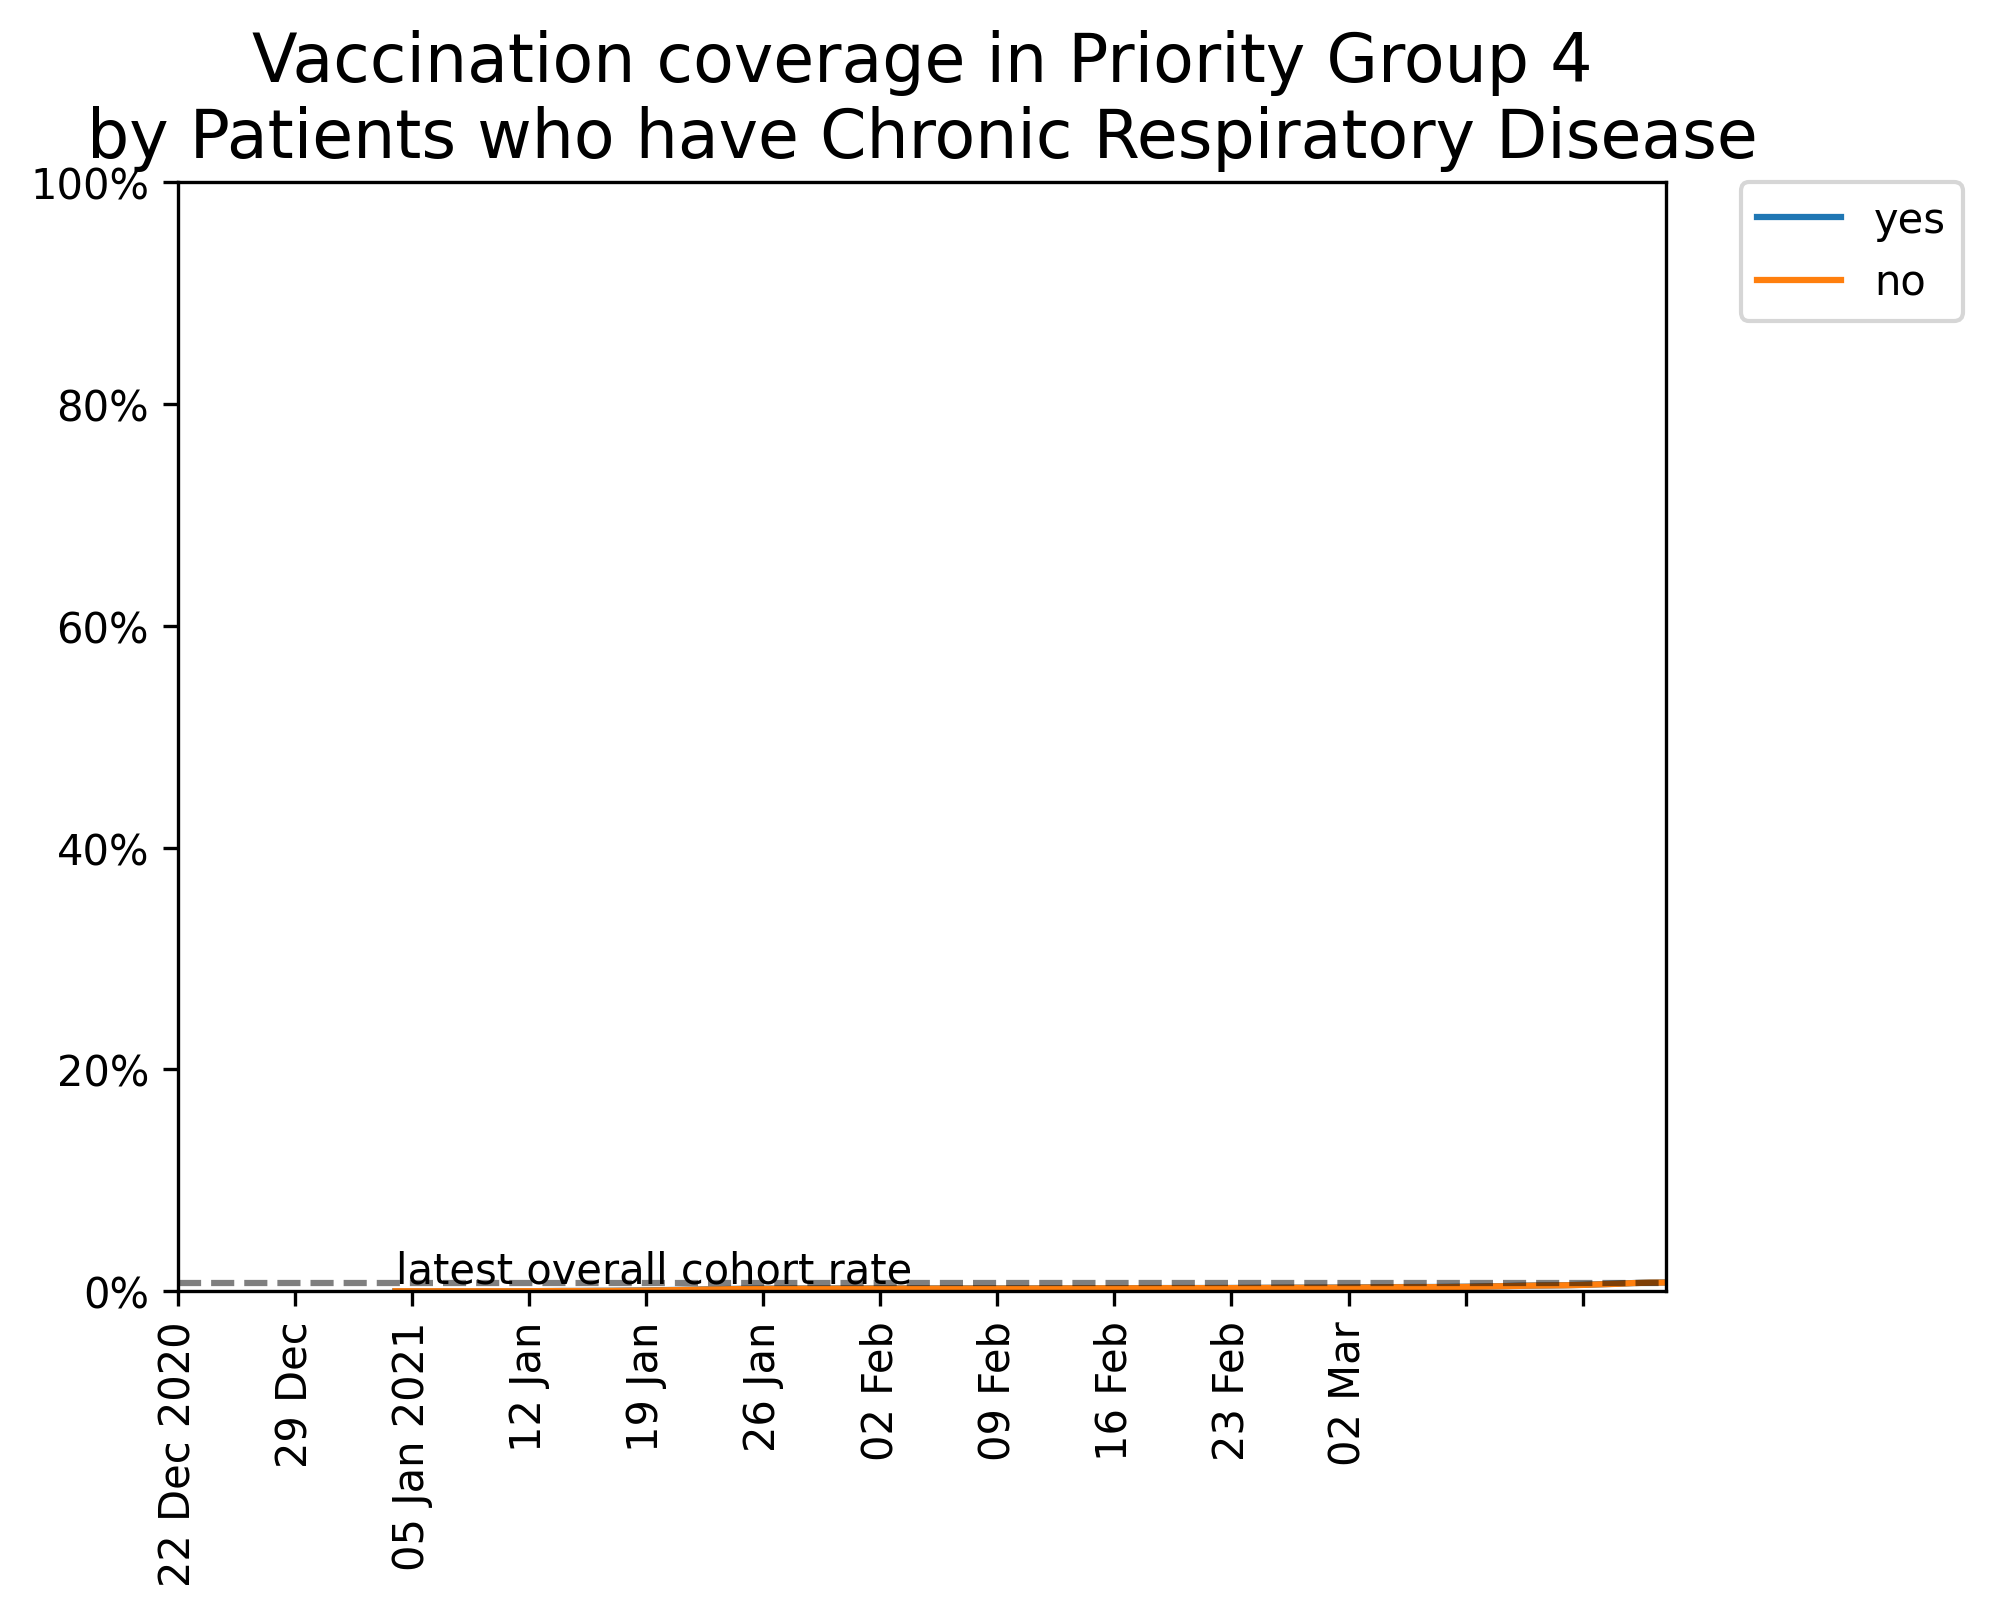 Vaccination coverage in Priority Group 4
by Patients who have Chronic Respiratory Disease
100%
80%
60%
40%
20%
0%
latest overall cohort rate
22 Dec 2020
29 Dec
05 Jan 2021
12 Jan
19 Jan
26 Jan
02 Feb
09 Feb
16 Feb
23 Feb
02 Mar
yes
no